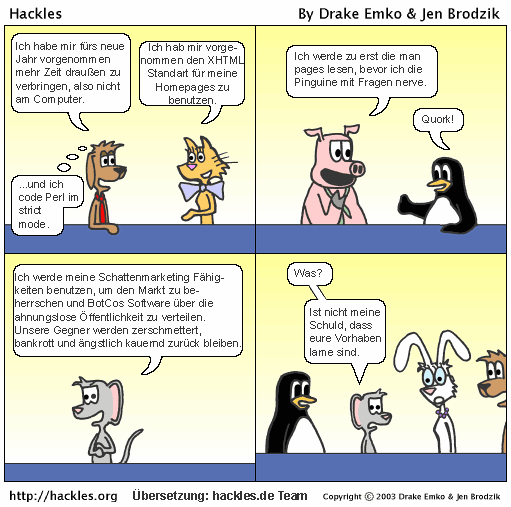 Hackles
By Drake Emko & Jen Brodzik
Ich habe mir fürs neue
Jahr vorgenommen
mehr Zeit draußen zu
verbringen, also nicht
am Computer.
Ich hab mir vorge-
nommen den XHTML
Standart für meine
Homepages zu
benutzen.
...und ich
code Perl im
strict
mode.
Ich werde zu erst die man
pages lesen, bevor ich die
Pinguine mit Fragen nerve.
Quork!
Ich werde meine Schattenmarketing Fähig-
keiten benutzen, um den Markt zu be-
herrschen und BotCos Software über die
ahnungslose Öffentlichkeit zu verteilen.
Unsere Gegner werden zerschmettert,
bankrott und ängstlich kauernd zurück bleiben.
Was?
Ist nicht meine
Schuld, dass
eure Vorhaben
lame sind.
http://hackles.org
Übersetzung: hackles.de Team
Copyright © 2003 Drake Emko & Jen Brodzik